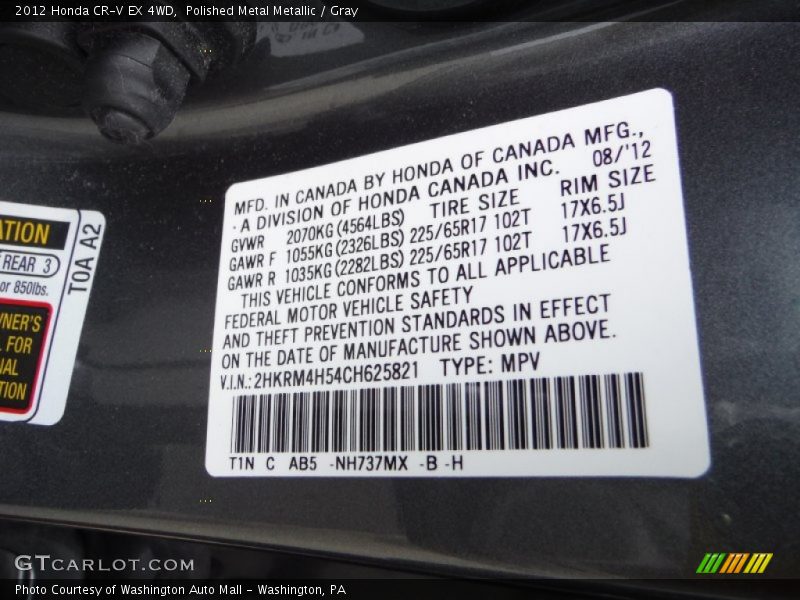 2012 Honda CR-V EX 4WD, Polished Metal Metallic / Gray
MFD. IN CANADA BY HONDA OF CANADA MFG.,
· A DIVISION OF HONDA CANADA INC. 08/'12
GVWR 2070KG (4564LBS) TIRE SIZE RIM SIZE
GAWR F 1055KG (2326LBS) 225/65R17 102T 17X6.5J
GAWR R 1035KG (2282LBS) 225/65R17 102T 17X6.5J
THIS VEHICLE CONFORMS TO ALL APPLICABLE
FEDERAL MOTOR VEHICLE SAFETY
AND THEFT PREVENTION STANDARDS IN EFFECT
ON THE DATE OF MANUFACTURE SHOWN ABOVE.
V.I.N.: 2HKRM4H54CH625821 TYPE: MPV
T1N C AB5 -NH737MX -B -H
REAR 3
or 850lbs.
FOR
T0A A2
GTCARLOT.COM
Photo Courtesy of Washington Auto Mall - Washington, PA